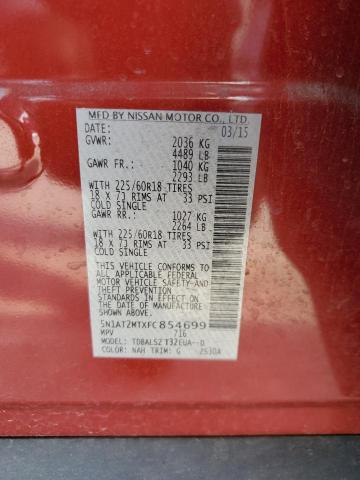 MFD BY NISSAN MOTOR CO., LTD.
DATE: 03/15
GVWR: 2036 KG
4489 LB
GAWR FR.: 1040 KG
2293 LB
WITH 225/60R18 TIRES
18 X 7J RIMS AT 33 PSI
COLD SINGLE
GAWR RR.: 1027 KG
2264 LB
WITH 225/60R18 TIRES
18 X 7J RIMS AT 33 PSI
COLD SINGLE
THIS VEHICLE CONFORMS TO
ALL APPLICABLE FEDERAL
MOTOR VEHICLE SAFETY AND
THEFT PREVENTION
STANDARDS IN EFFECT ON
THE DATE OF MANUFACTURE
SHOWN ABOVE.
5N1AT2MTXFC854699
MPV 716
TDBALSZT32EUA--D
COLOR: NAH TRIM: G 2530A